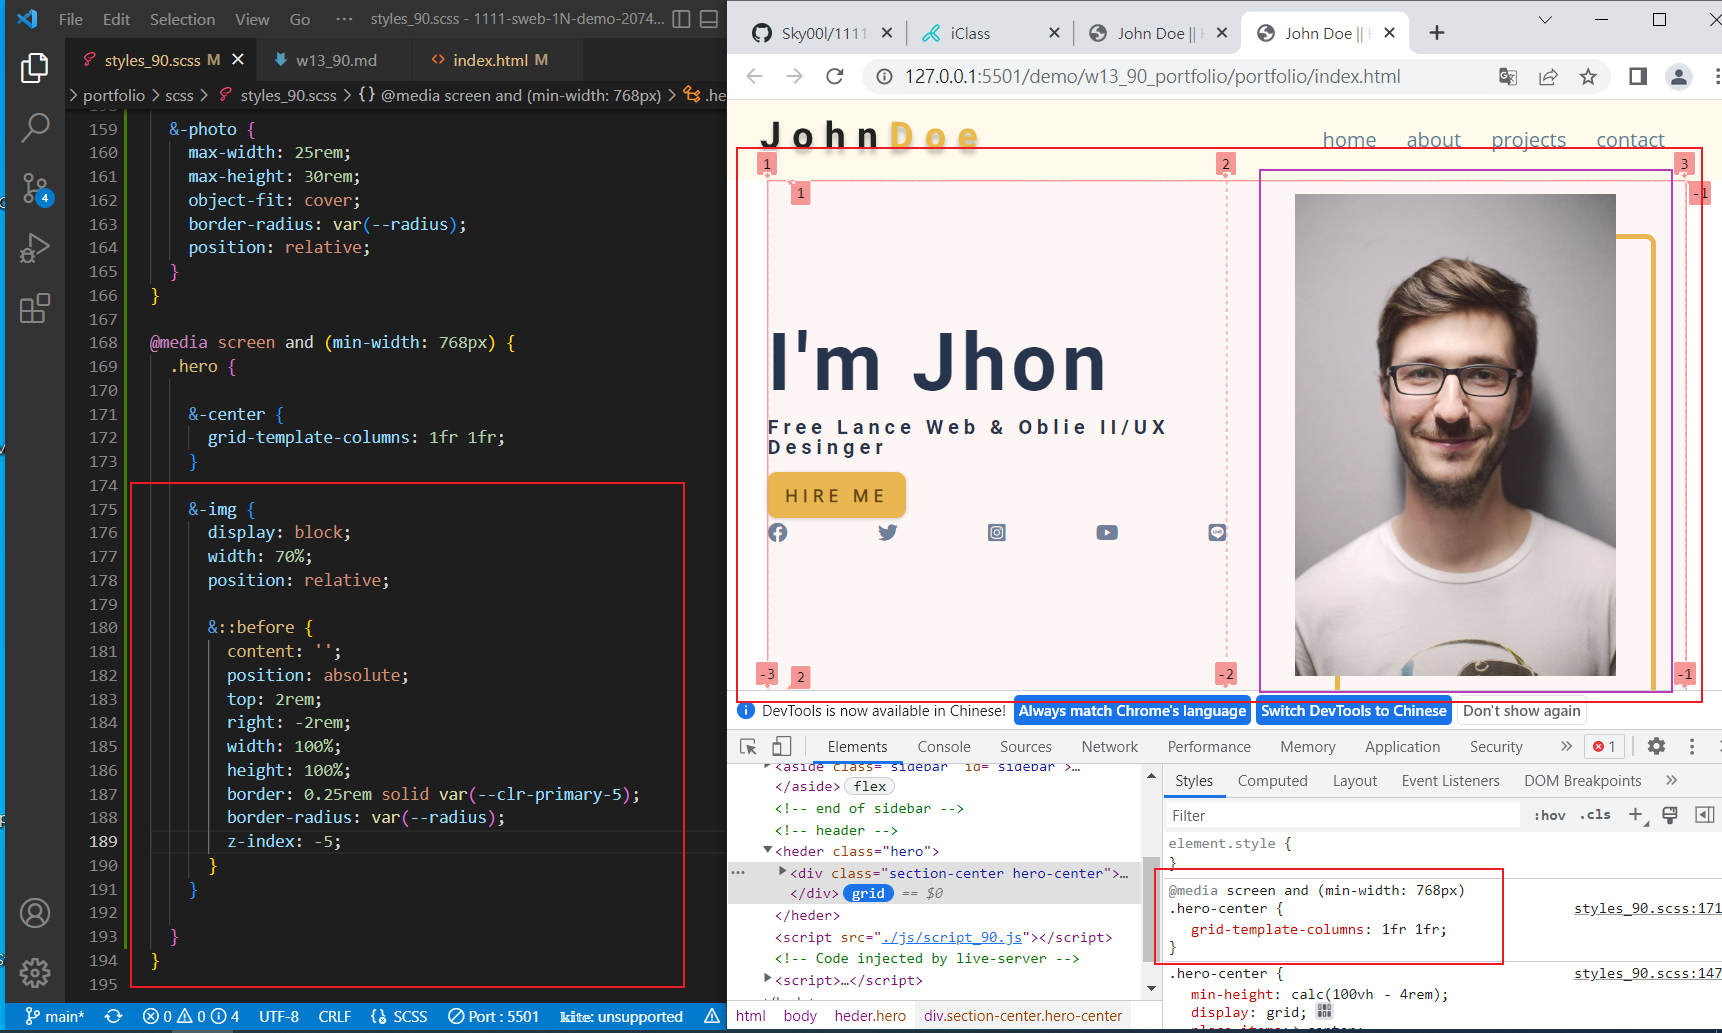 File Edit Selection View Go ··· styles_90.scss - 1111-sweb-1N-demo-2074...
styles_90.scss M
w13_90.md
index.html M
portfolio > scss > styles_90.scss > {} @media screen and (min-width: 768px) > .he
159 &-photo {
160 max-width: 25rem;
161 max-height: 30rem;
162 object-fit: cover;
163 border-radius: var(--radius);
164 position: relative;
165 }
166 }
167
168 @media screen and (min-width: 768px) {
169 .hero {
170
171 &-center {
172 grid-template-columns: 1fr 1fr;
173 }
174
175 &-img {
176 display: block;
177 width: 70%;
178 position: relative;
179
180 &::before {
181 content: '';
182 position: absolute;
183 top: 2rem;
184 right: -2rem;
185 width: 100%;
186 height: 100%;
187 border: 0.25rem solid var(--clr-primary-5);
188 border-radius: var(--radius);
189 z-index: -5;
190 }
191 }
192
193 }
194 }
195
4
main* 0 0 4 UTF-8 CRLF {} SCSS Port : 5501 kite: unsupported
Sky00l/1111
iClass
John Doe ||
John Doe ||
127.0.0.1:5501/demo/w13_90_portfolio/portfolio/index.html
JohnDoe
home about projects contact
1 2 3
1 -1
I'm Jhon
Free Lance Web & Oblie II/UX
Desinger
HIRE ME
-3 2 -2 -1
DevTools is now available in Chinese! Always match Chrome's language Switch DevTools to Chinese Don't show again
Elements Console Sources Network Performance Memory Application Security » 1
<aside class="sidebar" id="sidebar">…
</aside> flex
<!-- end of sidebar -->
<!-- header -->
<heder class="hero">
··· <div class="section-center hero-center">…
</div> grid == $0
</heder>
<script src="./js/script_90.js"></script>
<!-- Code injected by live-server -->
<script>…</script>
html body heder.hero div.section-center.hero-center
Styles Computed Layout Event Listeners DOM Breakpoints »
Filter :hov .cls +
element.style {
}
@media screen and (min-width: 768px)
.hero-center { styles_90.scss:171
grid-template-columns: 1fr 1fr;
}
.hero-center { styles_90.scss:147
min-height: calc(100vh - 4rem);
display: grid;